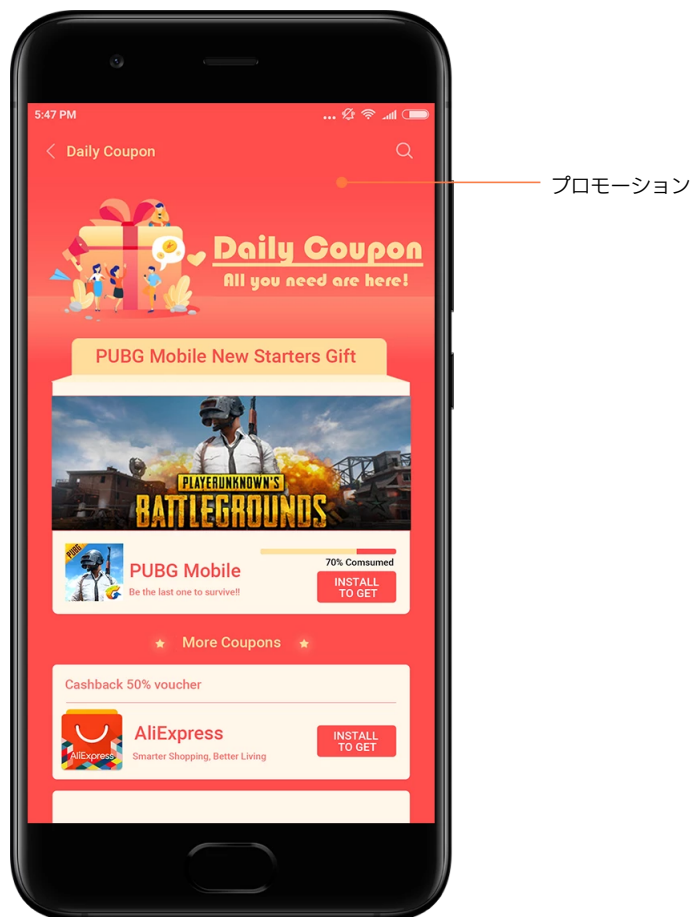 5:47 PM
Daily Coupon
プロモーション
Daily Coupon
All you need are here!
PUBG Mobile New Starters Gift
PLAYERUNKNOWN'S
BATTLEGROUNDS
70% Comsumed
PUBG
PUBG Mobile
Be the last one to survive!!
INSTALL
TO GET
More Coupons
Cashback 50% voucher
AliExpress
AliExpress
Smarter Shopping, Better Living
INSTALL
TO GET